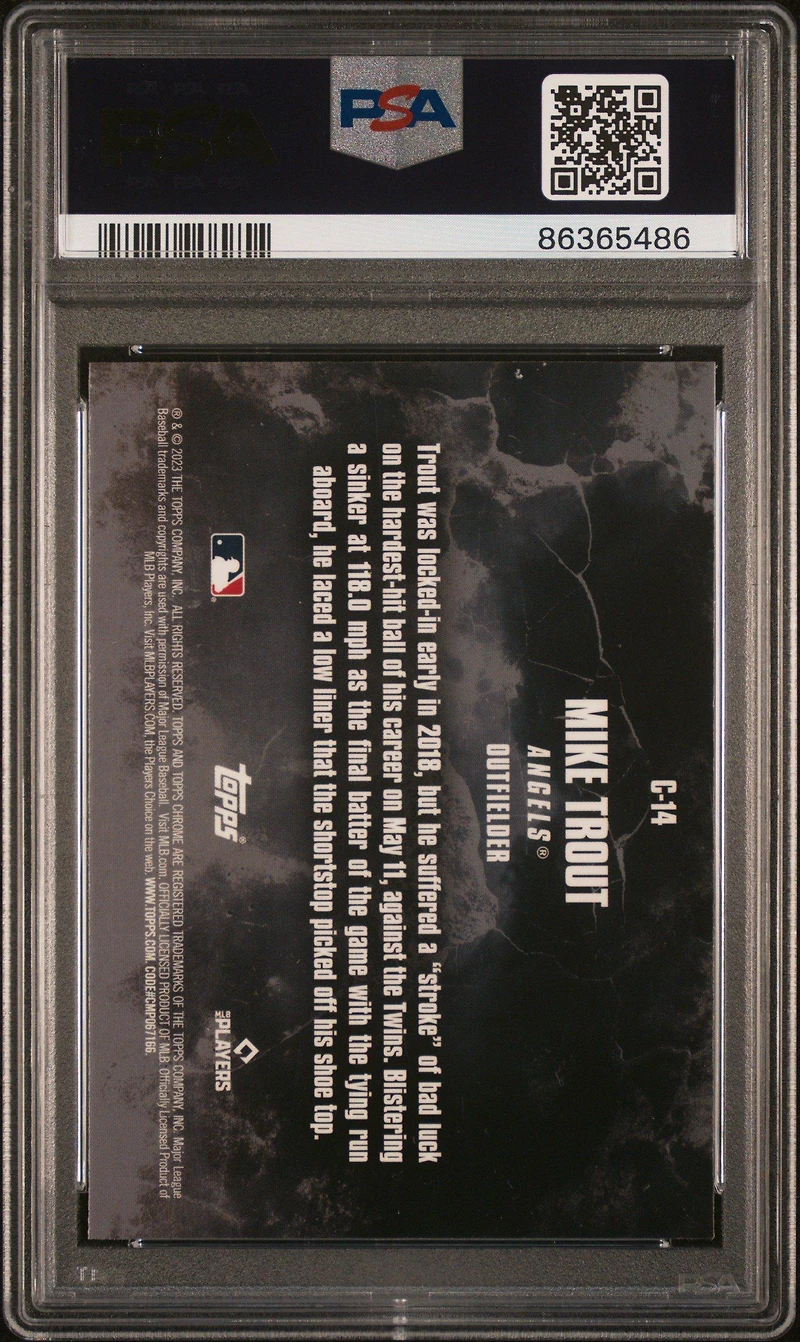 PSA
86365486
C-14
MIKE TROUT
ANGELS®
OUTFIELDER
Trout was locked-in early in 2018, but he suffered a “stroke” of bad luck
on the hardest-hit ball of his career on May 11, against the Twins. Blistering
a sinker at 118.0 mph as the final batter of the game with the tying run
aboard, he laced a low liner that the shortstop picked off his shoe top.
topps®
MLB PLAYERS
® & © 2023 THE TOPPS COMPANY, INC. ALL RIGHTS RESERVED. TOPPS AND TOPPS CHROME ARE REGISTERED TRADEMARKS OF THE TOPPS COMPANY, INC. Major League
Baseball trademarks and copyrights are used with permission of Major League Baseball. Visit MLB.com. OFFICIALLY LICENSED PRODUCT OF MLB. Officially Licensed Product of
MLB Players, Inc. Visit MLBPLAYERS.COM, the Players Choice on the web. WWW.TOPPS.COM. CODE#CMP067166.
PSA